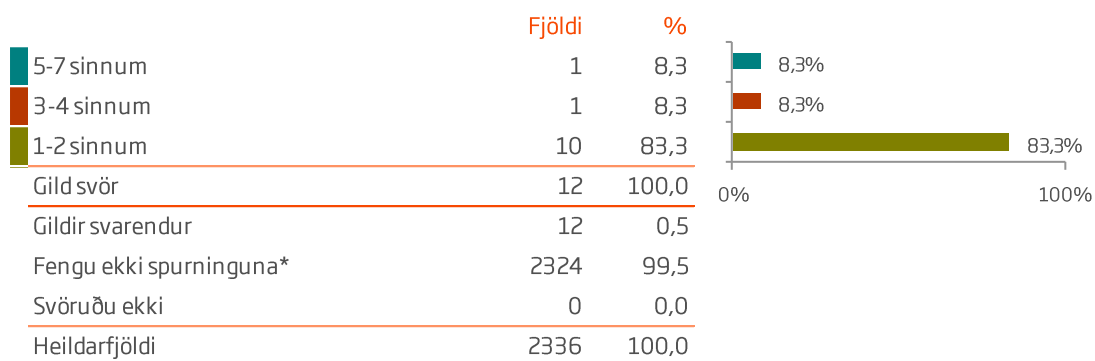 Fjöldi %
5-7 sinnum 1 8,3 8,3%
3-4 sinnum 1 8,3 8,3%
1-2 sinnum 10 83,3 83,3%
Gild svör 12 100,0 0% 100%
Gildir svarendur 12 0,5
Fengu ekki spurninguna* 2324 99,5
Svöruðu ekki 0 0,0
Heildarfjöldi 2336 100,0